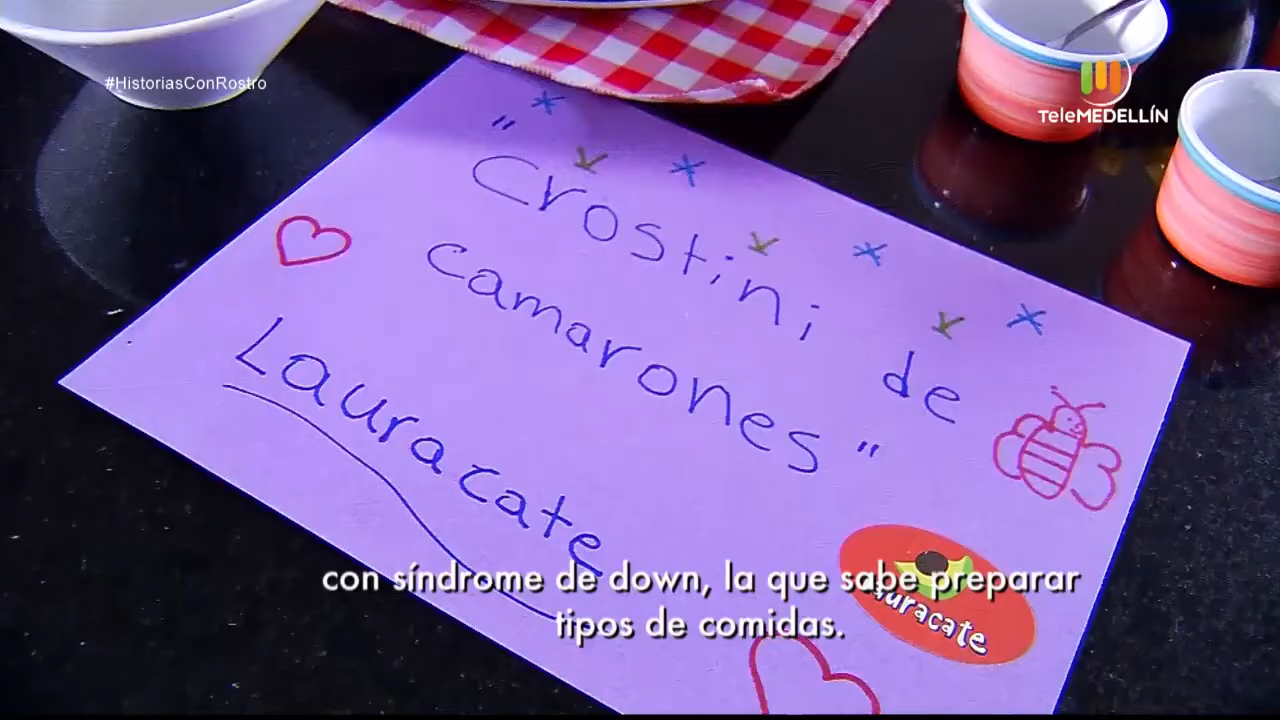 #HistoriasConRostro
TeleMEDELLÍN
"Crostini de
camarones"
Lauracate
Lauracate
con síndrome de down, la que sabe preparar
tipos de comidas.